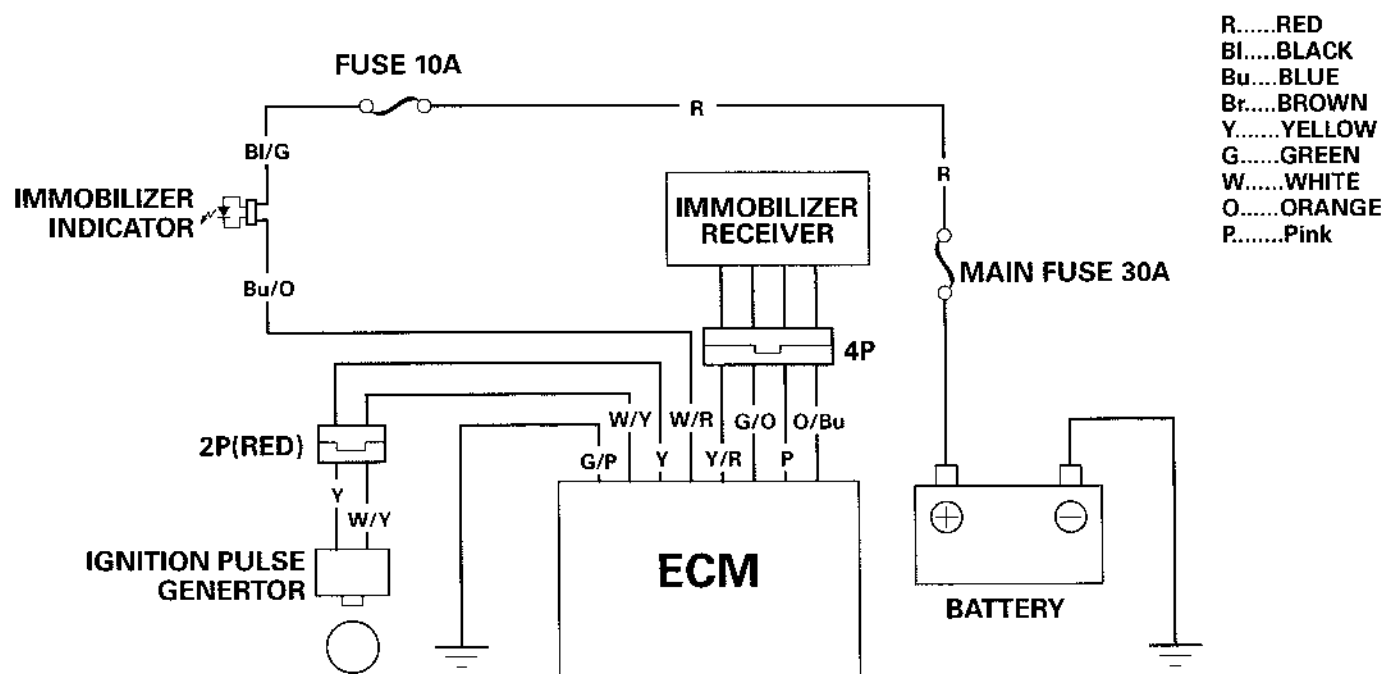 FUSE 10A
R
R
Bl/G
IMMOBILIZER
INDICATOR
Bu/O
IMMOBILIZER
RECEIVER
MAIN FUSE 30A
4P
2P(RED)
W/Y
W/R
G/O
O/Bu
G/P
Y
Y/R
P
Y
W/Y
IGNITION PULSE
GENERTOR
ECM
BATTERY
R......RED
Bl.....BLACK
Bu....BLUE
Br.....BROWN
Y.......YELLOW
G......GREEN
W......WHITE
O......ORANGE
P........Pink